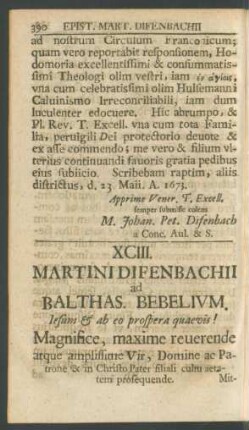 390 EPIST. MART. DIFENBACHII
ad nostrum Circulum Franconicum;
quam vero reportabis responsionem, Ho-
domoria excellentissimi & consummatis-
simi Theologi olim vestri, iam ἐν ἁγίοις,
vna cum celebratissimi olim Hulsemanni
Caluinismo Irreconciliabili, iam dum
luculenter edocuere. Hic abrumpo, &
Pl. Rev. T. Excell. vna cum tota Fami-
lia, pervigili Dei protectorio deuote &
ex asse commendo; me vero & filium vl-
terius continuandi fauoris gratia pedibus
eius subiicio. Scribebam raptim, aliis
districtus, d. 23 Maii. A. 1673.
Apprime Vener. T. Excell.
semper submisse colens
M. Johan. Pet. Difenbach
a Conc. Aul. & S.
XCIII.
MARTINI DIFENBACHII
ad
BALTHAS. BEBELIVM.
Iesum & ab eo prospera quaevis!
Magnifice, maxime reuerende
atque amplissime Vir, Domine ac Pa-
trone & in Christo Pater filiali cultu aeta-
tem prosequende.
Mit-